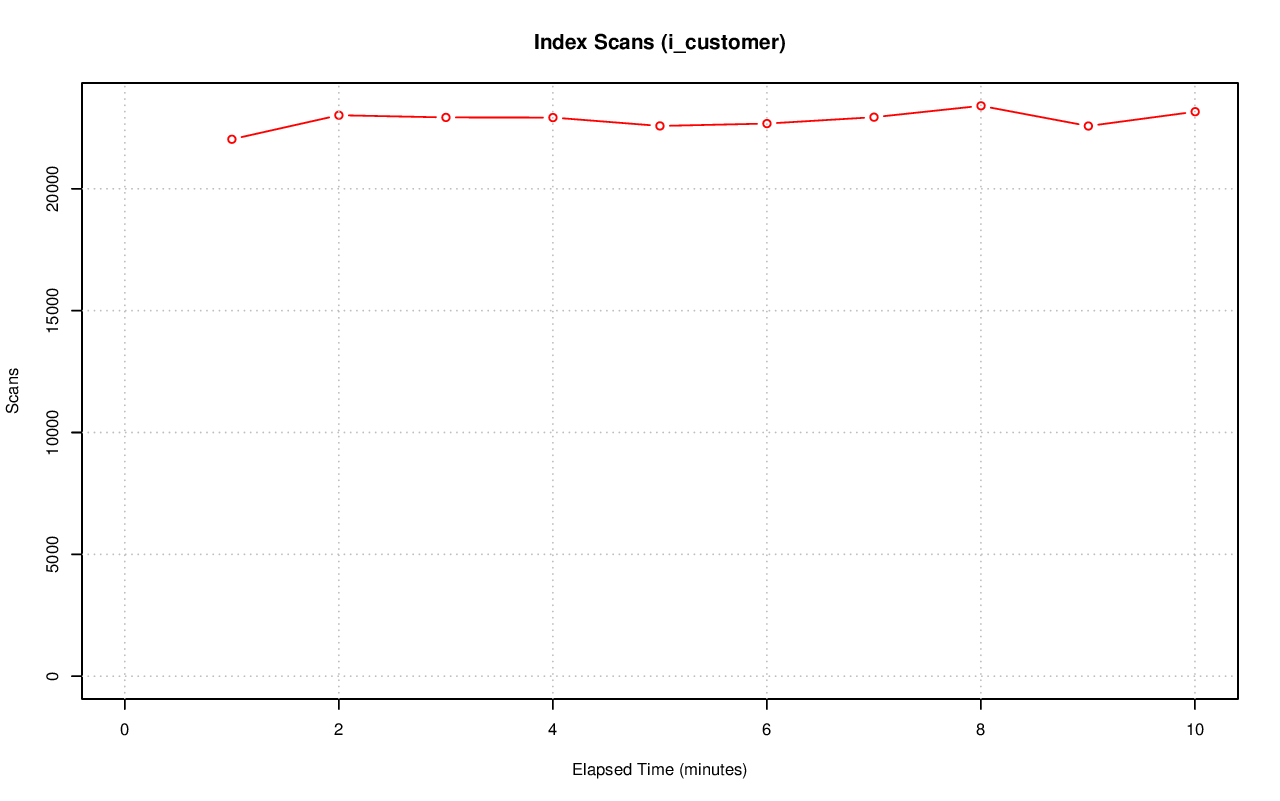 Index Scans (i_customer)
Scans
20000
15000
10000
5000
0
0 2 4 6 8 10
Elapsed Time (minutes)